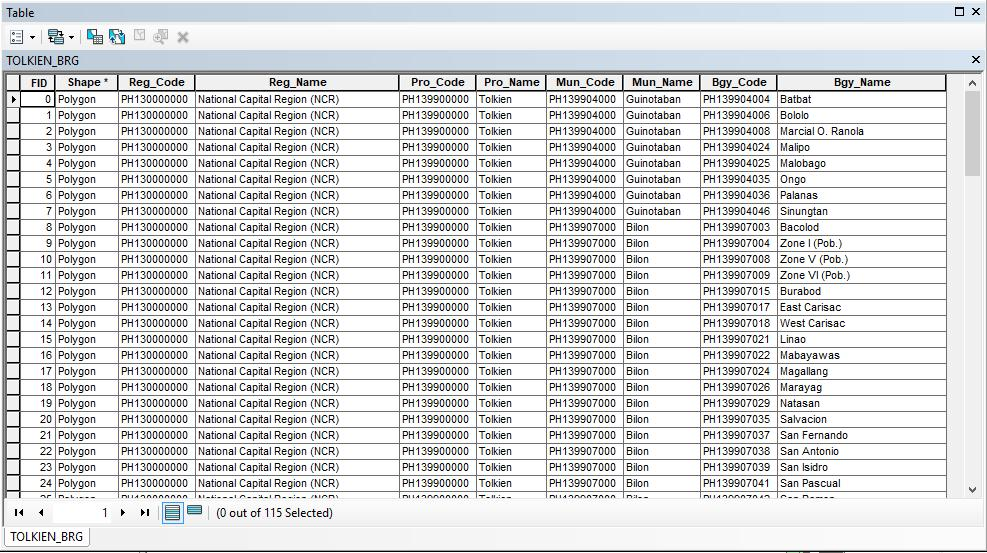 Table
TOLKIEN_BRG
FID Shape * Reg_Code Reg_Name Pro_Code Pro_Name Mun_Code Mun_Name Bgy_Code Bgy_Name
0 Polygon PH130000000 National Capital Region (NCR) PH139900000 Tolkien PH139904000 Guinotaban PH139904004 Batbat
1 Polygon PH130000000 National Capital Region (NCR) PH139900000 Tolkien PH139904000 Guinotaban PH139904006 Bololo
2 Polygon PH130000000 National Capital Region (NCR) PH139900000 Tolkien PH139904000 Guinotaban PH139904008 Marcial O. Ranola
3 Polygon PH130000000 National Capital Region (NCR) PH139900000 Tolkien PH139904000 Guinotaban PH139904024 Malipo
4 Polygon PH130000000 National Capital Region (NCR) PH139900000 Tolkien PH139904000 Guinotaban PH139904025 Malobago
5 Polygon PH130000000 National Capital Region (NCR) PH139900000 Tolkien PH139904000 Guinotaban PH139904035 Ongo
6 Polygon PH130000000 National Capital Region (NCR) PH139900000 Tolkien PH139904000 Guinotaban PH139904036 Palanas
7 Polygon PH130000000 National Capital Region (NCR) PH139900000 Tolkien PH139904000 Guinotaban PH139904046 Sinungtan
8 Polygon PH130000000 National Capital Region (NCR) PH139900000 Tolkien PH139907000 Bilon PH139907003 Bacolod
9 Polygon PH130000000 National Capital Region (NCR) PH139900000 Tolkien PH139907000 Bilon PH139907004 Zone I (Pob.)
10 Polygon PH130000000 National Capital Region (NCR) PH139900000 Tolkien PH139907000 Bilon PH139907008 Zone V (Pob.)
11 Polygon PH130000000 National Capital Region (NCR) PH139900000 Tolkien PH139907000 Bilon PH139907009 Zone VI (Pob.)
12 Polygon PH130000000 National Capital Region (NCR) PH139900000 Tolkien PH139907000 Bilon PH139907015 Burabod
13 Polygon PH130000000 National Capital Region (NCR) PH139900000 Tolkien PH139907000 Bilon PH139907017 East Carisac
14 Polygon PH130000000 National Capital Region (NCR) PH139900000 Tolkien PH139907000 Bilon PH139907018 West Carisac
15 Polygon PH130000000 National Capital Region (NCR) PH139900000 Tolkien PH139907000 Bilon PH139907021 Linao
16 Polygon PH130000000 National Capital Region (NCR) PH139900000 Tolkien PH139907000 Bilon PH139907022 Mabayawas
17 Polygon PH130000000 National Capital Region (NCR) PH139900000 Tolkien PH139907000 Bilon PH139907024 Magallang
18 Polygon PH130000000 National Capital Region (NCR) PH139900000 Tolkien PH139907000 Bilon PH139907026 Marayag
19 Polygon PH130000000 National Capital Region (NCR) PH139900000 Tolkien PH139907000 Bilon PH139907029 Natasan
20 Polygon PH130000000 National Capital Region (NCR) PH139900000 Tolkien PH139907000 Bilon PH139907035 Salvacion
21 Polygon PH130000000 National Capital Region (NCR) PH139900000 Tolkien PH139907000 Bilon PH139907037 San Fernando
22 Polygon PH130000000 National Capital Region (NCR) PH139900000 Tolkien PH139907000 Bilon PH139907038 San Antonio
23 Polygon PH130000000 National Capital Region (NCR) PH139900000 Tolkien PH139907000 Bilon PH139907039 San Isidro
24 Polygon PH130000000 National Capital Region (NCR) PH139900000 Tolkien PH139907000 Bilon PH139907041 San Pascual
1 (0 out of 115 Selected)
TOLKIEN_BRG